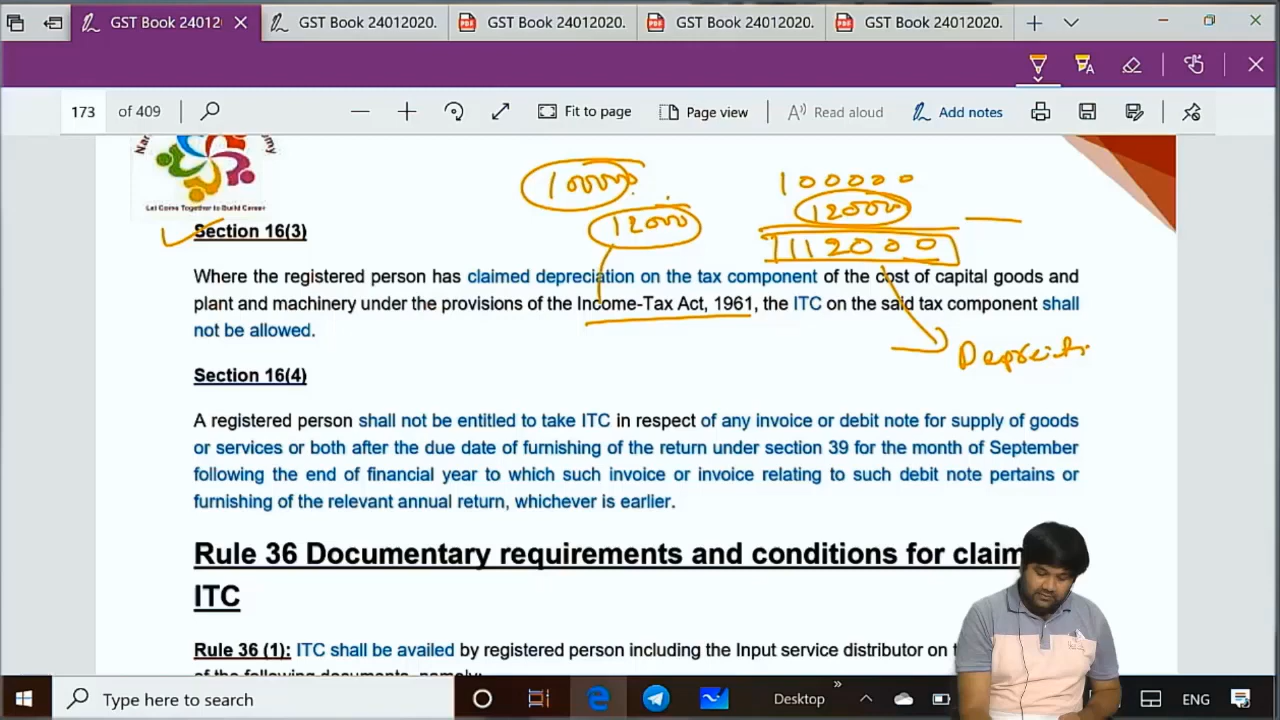 GST Book 2401202
GST Book 24012020.
GST Book 24012020.
GST Book 24012020.
GST Book 24012020.
173 of 409
Fit to page
Page view
Read aloud
Add notes
Let Come Together to Build Career
100000
12000
100000
12000
112000
Section 16(3)
Where the registered person has claimed depreciation on the tax component of the cost of capital goods and
plant and machinery under the provisions of the Income-Tax Act, 1961, the ITC on the said tax component shall
not be allowed.
Section 16(4)
A registered person shall not be entitled to take ITC in respect of any invoice or debit note for supply of goods
or services or both after the due date of furnishing of the return under section 39 for the month of September
following the end of financial year to which such invoice or invoice relating to such debit note pertains or
furnishing of the relevant annual return, whichever is earlier.
Rule 36 Documentary requirements and conditions for claim
ITC
Rule 36 (1): ITC shall be availed by registered person including the Input service distributor on
of the following documents, namely:
Type here to search
Desktop
ENG